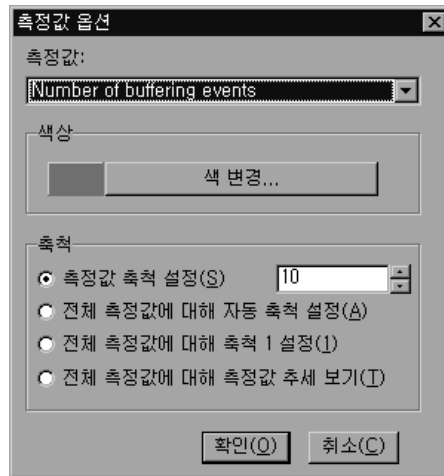 측정값 옵션
측정값:
Number of buffering events
색상
색 변경...
축척
측정값 축척 설정(S) 10
전체 측정값에 대해 자동 축척 설정(A)
전체 측정값에 대해 축척 1 설정(1)
전체 측정값에 대해 측정값 추세 보기(T)
확인(O) 취소(C)